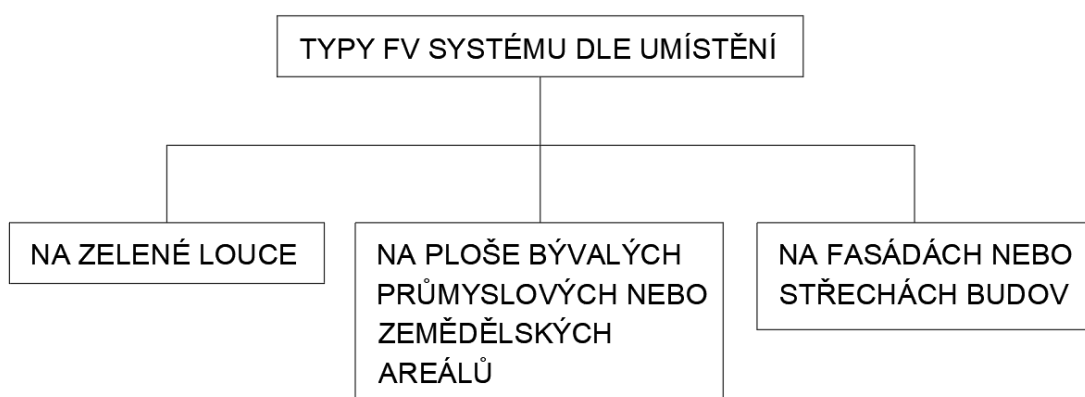 TYPY FV SYSTÉMU DLE UMÍSTĚNÍ
NA ZELENÉ LOUCE
NA PLOŠE BÝVALÝCH
PRŮMYSLOVÝCH NEBO
ZEMĚDĚLSKÝCH
AREÁLŮ
NA FASÁDÁCH NEBO
STŘECHÁCH BUDOV